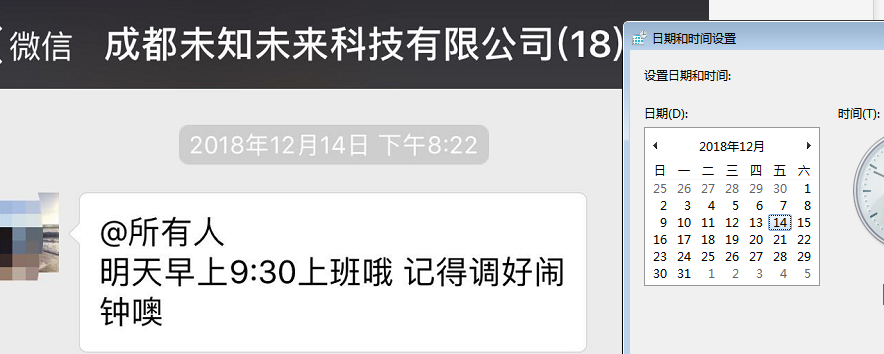 微信
成都未知未来科技有限公司(18)
2018年12月14日 下午8:22
@所有人
明天早上9:30上班哦 记得调好闹
钟噢
日期和时间设置
设置日期和时间:
日期(D):
时间(T):
2018年12月
日 一 二 三 四 五 六
25 26 27 28 29 30 1
2 3 4 5 6 7 8
9 10 11 12 13 14 15
16 17 18 19 20 21 22
23 24 25 26 27 28 29
30 31 1 2 3 4 5